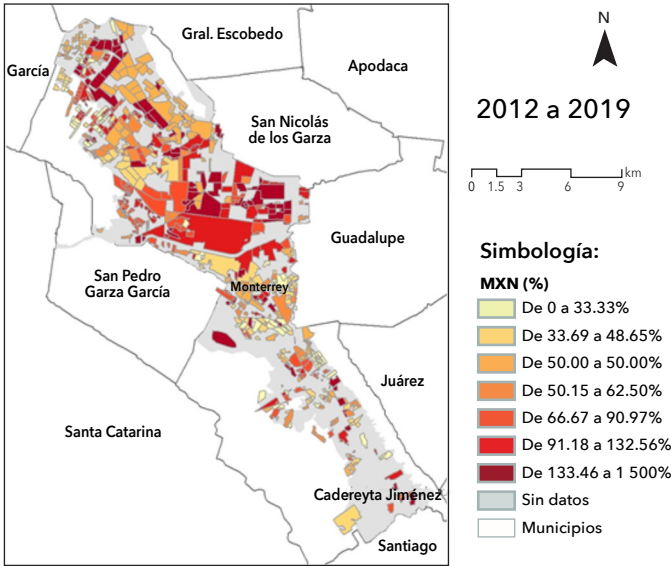 Gral. Escobedo
García
Apodaca
San Nicolás
de los Garza
Guadalupe
San Pedro
Garza García
Monterrey
Juárez
Santa Catarina
Cadereyta Jiménez
Santiago
N
2012 a 2019
km
0 1.5 3 6 9
Simbología:
MXN (%)
De 0 a 33.33%
De 33.69 a 48.65%
De 50.00 a 50.00%
De 50.15 a 62.50%
De 66.67 a 90.97%
De 91.18 a 132.56%
De 133.46 a 1 500%
Sin datos
Municipios